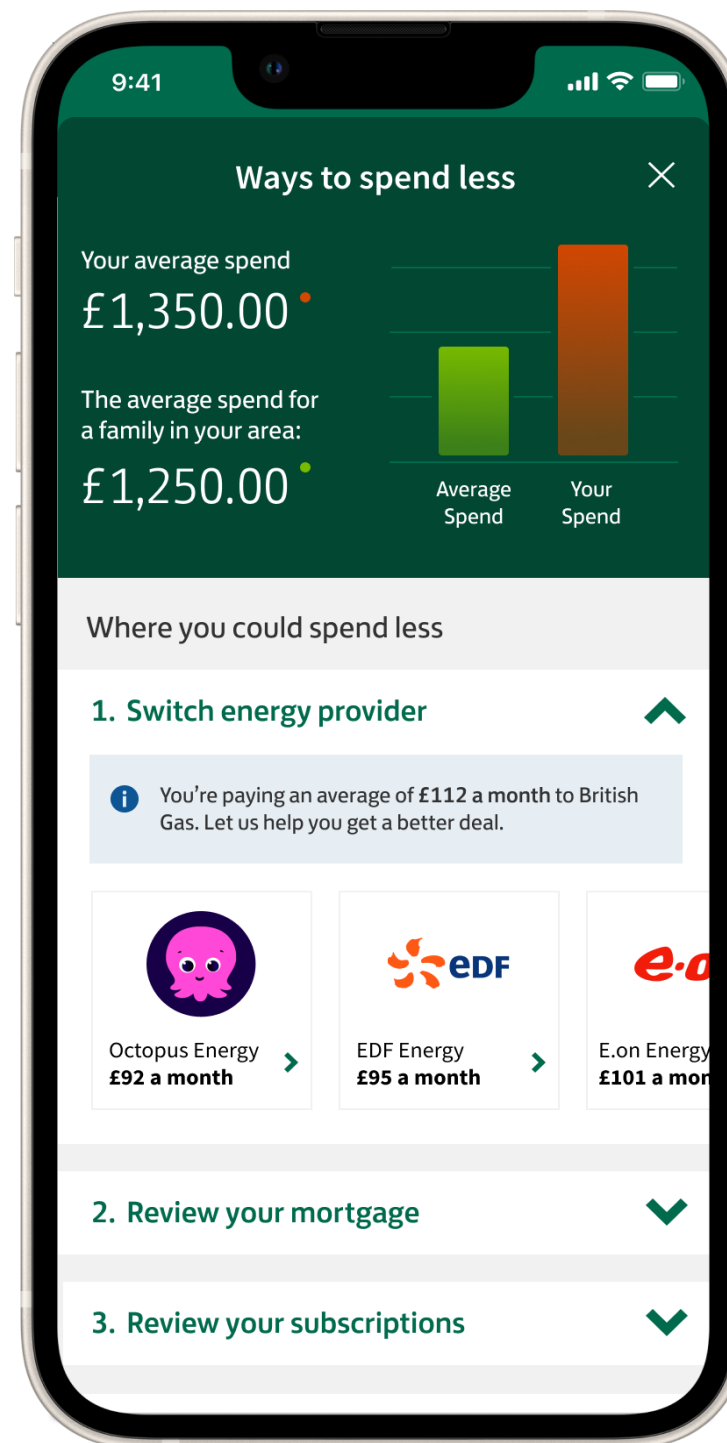 9:41
Ways to spend less
Your average spend
£1,350.00
The average spend for
a family in your area:
£1,250.00
Average
Spend
Your
Spend
Where you could spend less
1. Switch energy provider
You’re paying an average of £112 a month to British
Gas. Let us help you get a better deal.
eDF
e·o
Octopus Energy
£92 a month
EDF Energy
£95 a month
E.on Energy
£101 a mon
2. Review your mortgage
3. Review your subscriptions